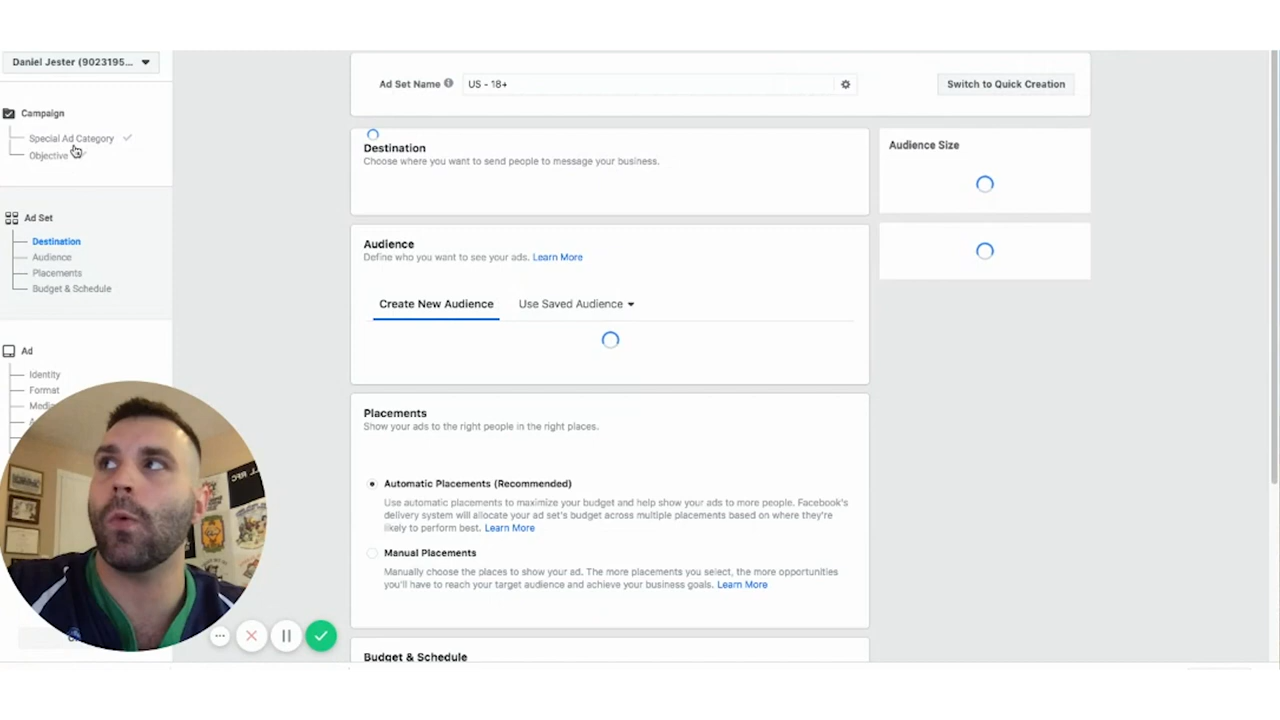 Daniel Jester (9023195...
Campaign
Special Ad Category
Objective
Ad Set
Destination
Audience
Placements
Budget & Schedule
Ad
Identity
Format
Ad Set Name
US - 18+
Switch to Quick Creation
Destination
Choose where you want to send people to message your business.
Audience Size
Audience
Define who you want to see your ads. Learn More
Create New Audience
Use Saved Audience
Placements
Show your ads to the right people in the right places.
Automatic Placements (Recommended)
Use automatic placements to maximize your budget and help show your ads to more people. Facebook's
delivery system will allocate your ad set's budget across multiple placements based on where they're
likely to perform best. Learn More
Manual Placements
Manually choose the places to show your ad. The more placements you select, the more opportunities
you'll have to reach your target audience and achieve your business goals. Learn More
Budget & Schedule